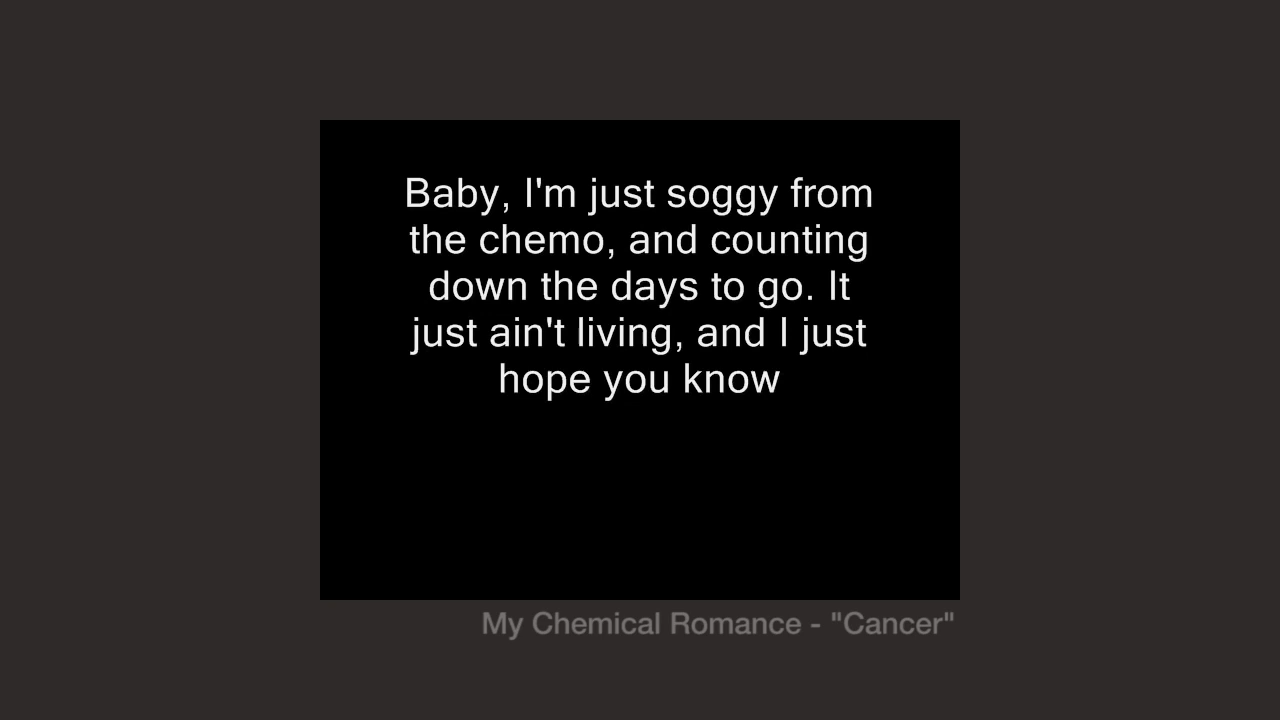 Baby, I'm just soggy from
the chemo, and counting
down the days to go. It
just ain't living, and I just
hope you know
My Chemical Romance - "Cancer"